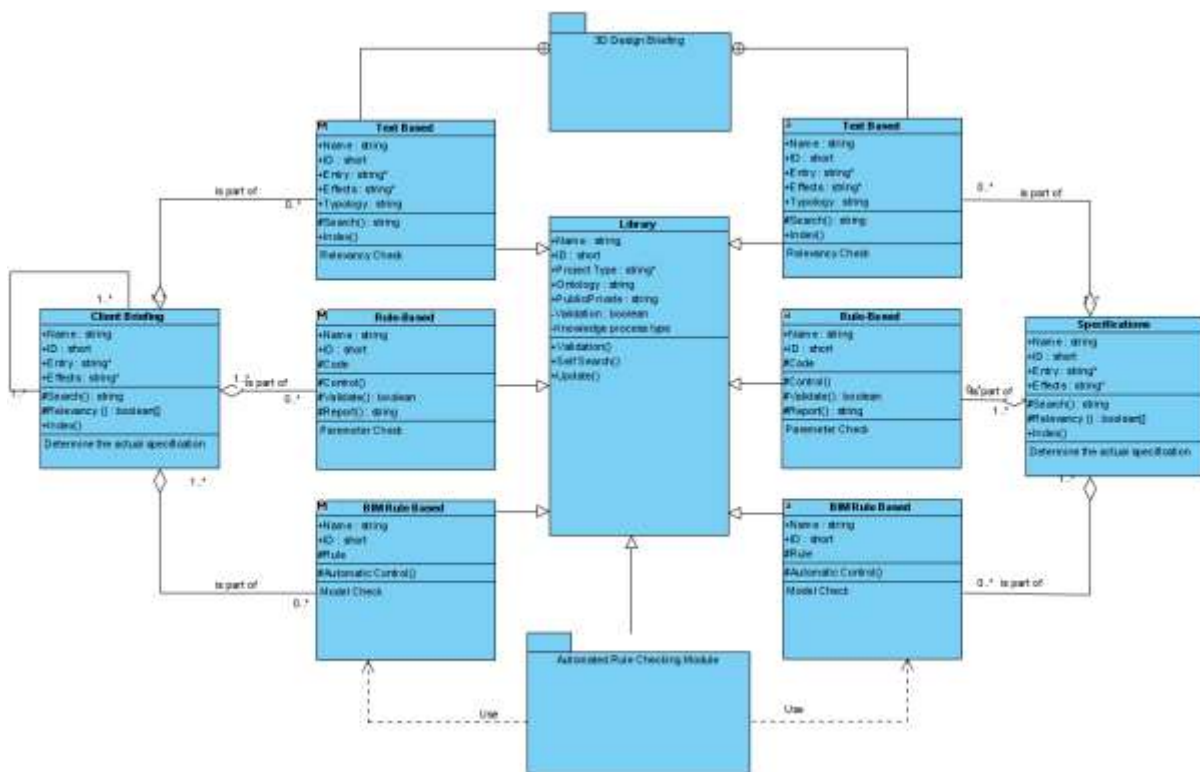 3D Design Briefing
Text Based
+Name : string
+ID : short
+Entry : string*
+Effects : string*
+Typology : string
#Search() : string
+Index()
Relevancy Check
Text Based
+Name : string
+ID : short
+Entry : string*
+Effects : string*
+Typology : string
#Search() : string
+Index()
Relevancy Check
is part of
0..*
0..*
is part of
Library
+Name : string
+ID : short
+Project Type : string*
+Ontology : string
+Public/Private : string
-Validation : boolean
-Knowledge process type
+Validation()
+Self Search()
+Update()
1..*
Client Briefing
+Name : string
+ID : short
+Entry : string*
+Effects : string*
#Search() : string
#Relevancy () : boolean[]
+Index()
Determine the actual specification
1..*
1..*
is part of
0..*
Rule-Based
+Name : string
+ID : short
#Code
#Control()
#Validate() : boolean
#Report() : string
Parameter Check
Rule-Based
+Name : string
+ID : short
#Code
#Control()
#Validate() : boolean
#Report() : string
Parameter Check
is part of
1..*
Specifications
+Name : string
+ID : short
+Entry : string*
+Effects : string*
#Search() : string
#Relevancy () : boolean[]
+Index()
Determine the actual specification
1..*
1..*
BIM Rule Based
+Name : string
+ID : short
#Rule
#Automatic Control()
Model Check
BIM Rule Based
+Name : string
+ID : short
#Rule
#Automatic Control()
Model Check
is part of
0..*
0..* is part of
Automated Rule Checking Module
Use
Use